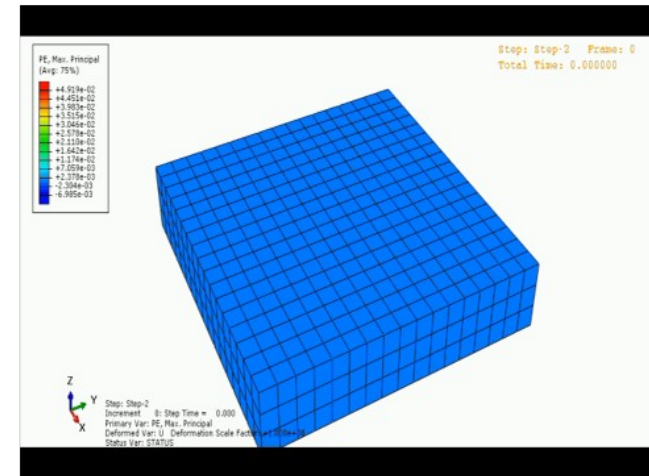 Step: Step-2 Frame: 0
Total Time: 0.000000
PE, Max. Principal
(Avg: 75%)
+4.919e-02
+4.451e-02
+3.983e-02
+3.515e-02
+3.046e-02
+2.578e-02
+2.110e-02
+1.642e-02
+1.174e-02
+7.059e-03
+2.378e-03
-2.304e-03
-6.985e-03
Z
Y
X
Step: Step-2
Increment 0: Step Time = 0.000
Primary Var: PE, Max. Principal
Deformed Var: U Deformation Scale Factor
Status Var: STATUS